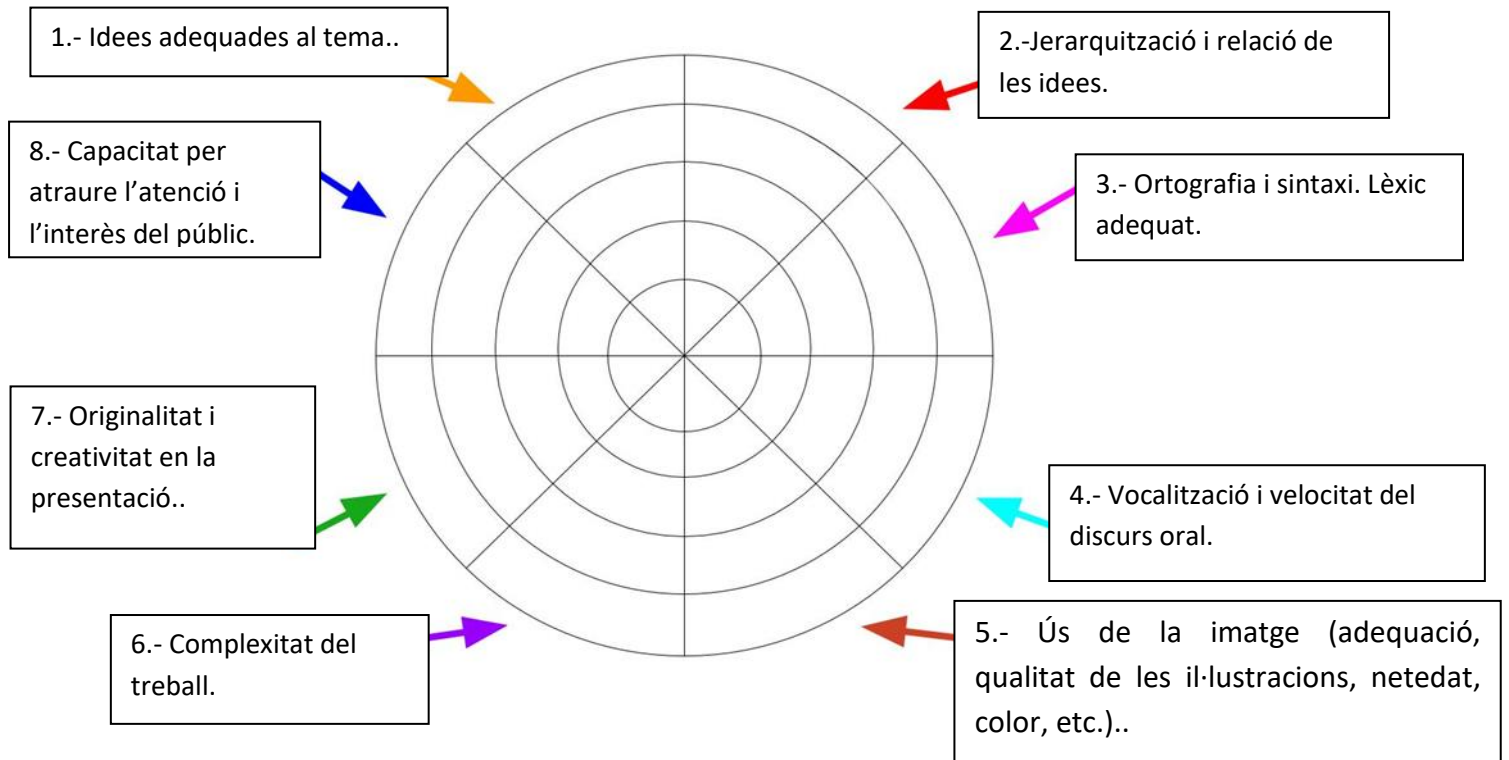 1.- Idees adequades al tema..
2.-Jerarquització i relació de
les idees.
3.- Ortografia i sintaxi. Lèxic
adequat.
4.- Vocalització i velocitat del
discurs oral.
5.- Ús de la imatge (adequació,
qualitat de les il·lustracions, netedat,
color, etc.)..
6.- Complexitat del
treball.
7.- Originalitat i
creativitat en la
presentació..
8.- Capacitat per
atraure l’atenció i
l’interès del públic.